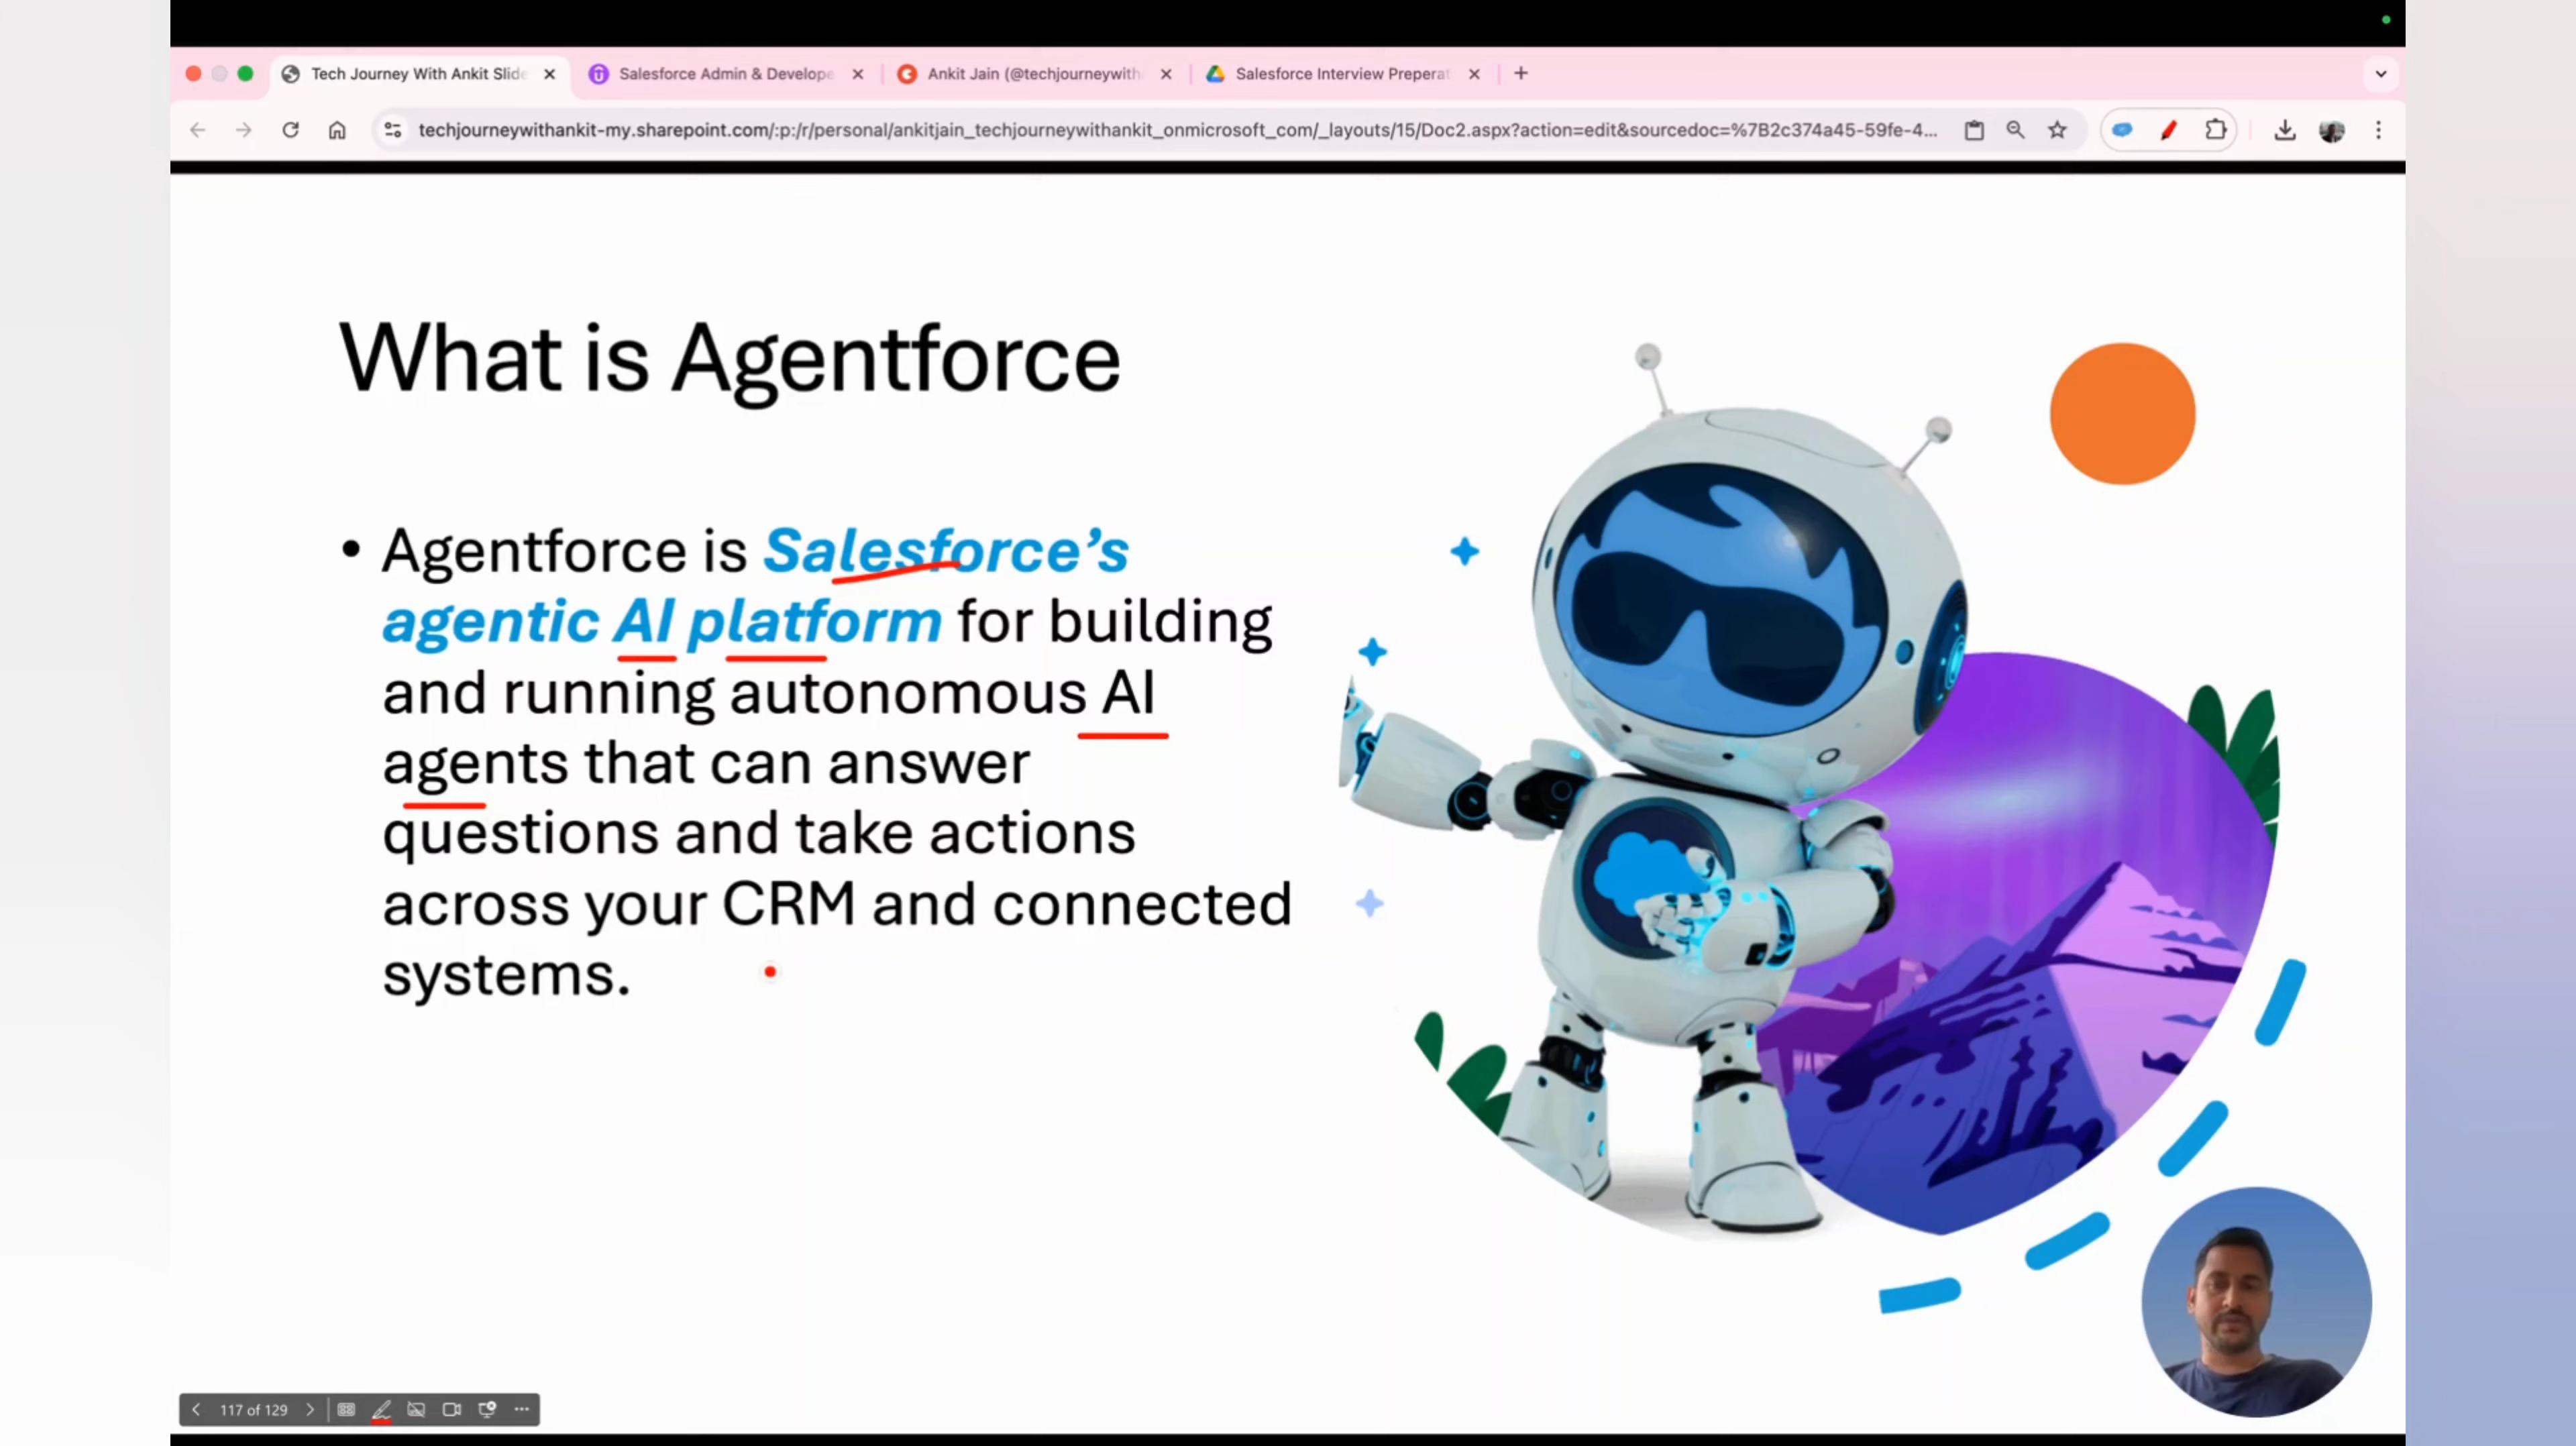 Tech Journey With Ankit Slide
Salesforce Admin & Develope
Ankit Jain (@techjourneywith
Salesforce Interview Preperat
techjourneywithankit-my.sharepoint.com/:p:/r/personal/ankitjain_techjourneywithankit_onmicrosoft_com/_layouts/15/Doc2.aspx?action=edit&sourcedoc=%7B2c374a45-59fe-4...
What is Agentforce
• Agentforce is Salesforce’s
agentic AI platform for building
and running autonomous AI
agents that can answer
questions and take actions
across your CRM and connected
systems.
117 of 129